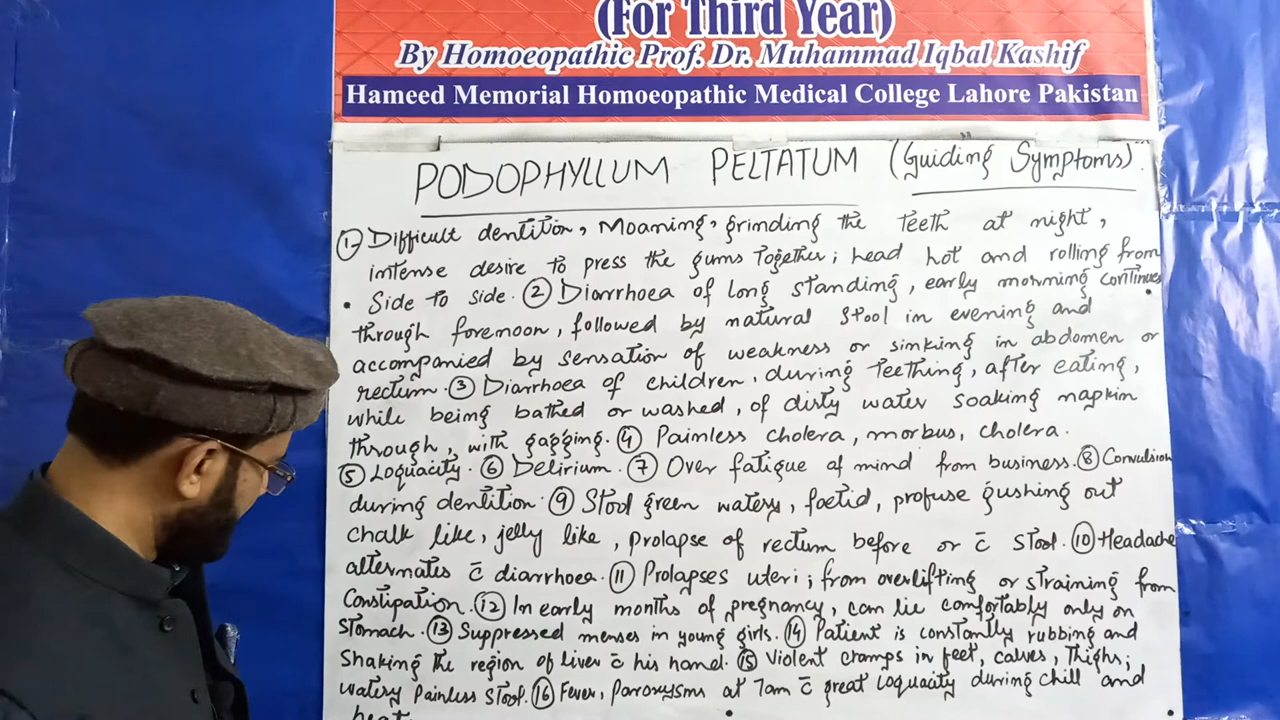 (For Third Year)
By Homoeopathic Prof. Dr. Muhammad Iqbal Kashif
Hameed Memorial Homoeopathic Medical College Lahore Pakistan
PODOPHYLLUM PELTATUM (Guiding Symptoms).
① Difficult dentition, Moaning, grinding the teeth at night,
intense desire to press the gums together; head hot and rolling from
Side to side. ② Diarrhoea of long standing, early morning continues
through forenoon, followed by natural stool in evening and
accompanied by sensation of weakness or sinking in abdomen or
rectum. ③ Diarrhoea of children, during teething, after eating,
while being bathed or washed, of dirty water soaking napkin
through, with gagging. ④ Painless cholera, morbus, cholera.
⑤ Loquacity. ⑥ Delirium. ⑦ Over fatigue of mind from business. ⑧ Convulsion
during dentition. ⑨ Stool green watery, foetid, profuse gushing out
chalk like, jelly like, prolapse of rectum before or c̄ stool. ⑩ Headache
alternates c̄ diarrhoea. ⑪ Prolapses uteri; from overlifting or straining from
Constipation. ⑫ In early months of pregnancy, can lie comfortably only on
Stomach. ⑬ Suppressed menses in young girls. ⑭ Patient is constantly rubbing and
Shaking the region of liver c̄ his hand. ⑮ Violent cramps in feet, calves, thighs;
watery painless stool. ⑯ Fever, paroxysms at 7am c̄ great loquacity during chill and
heat